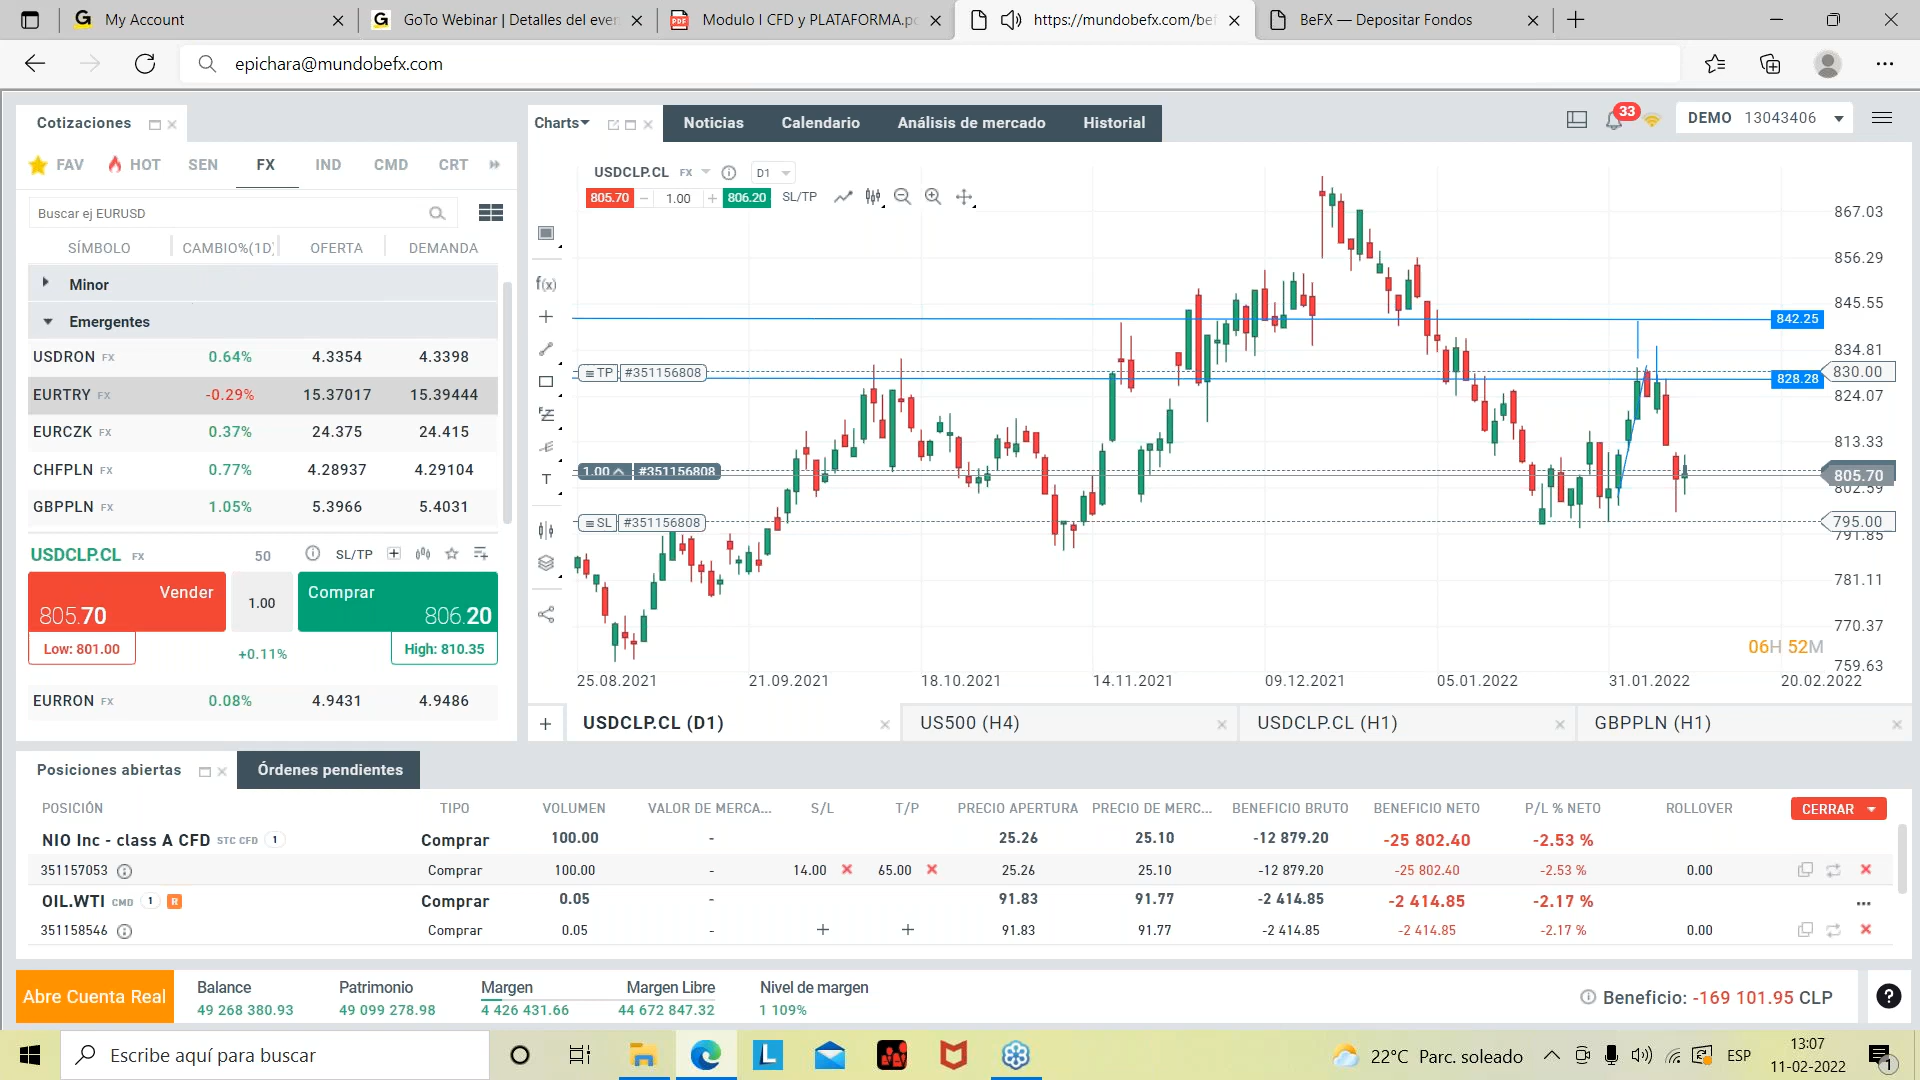 My Account
GoTo Webinar | Detalles del even
Modulo I CFD y PLATAFORMA.pd
https://mundobefx.com/bef
BeFX — Depositar Fondos
epichara@mundobefx.com
Cotizaciones
FAV HOT SEN FX IND CMD CRT
Buscar ej EURUSD
SÍMBOLO CAMBIO%(1D) OFERTA DEMANDA
Minor
Emergentes
USDRON FX 0.64% 4.3354 4.3398
EURTRY FX -0.29% 15.37017 15.39444
EURCZK FX 0.37% 24.375 24.415
CHFPLN FX 0.77% 4.28937 4.29104
GBPPLN FX 1.05% 5.3966 5.4031
USDCLP.CL FX 50 SL/TP
Vender 805.70
1.00
Comprar 806.20
Low: 801.00 +0.11% High: 810.35
EURRON FX 0.08% 4.9431 4.9486
Charts Noticias Calendario Análisis de mercado Historial
33 DEMO 13043406
USDCLP.CL FX D1
805.70 1.00 806.20 SL/TP
f(x)
T
TP #351156808
1.00 #351156808
SL #351156808
867.03
856.29
845.55
842.25
834.81
830.00
828.28
824.07
813.33
805.70
802.59
795.00
791.85
781.11
770.37
759.63
06H 52M
25.08.2021 21.09.2021 18.10.2021 14.11.2021 09.12.2021 05.01.2022 31.01.2022 20.02.2022
USDCLP.CL (D1) US500 (H4) USDCLP.CL (H1) GBPPLN (H1)
Posiciones abiertas Órdenes pendientes
POSICIÓN TIPO VOLUMEN VALOR DE MERCA... S/L T/P PRECIO APERTURA PRECIO DE MERC... BENEFICIO BRUTO BENEFICIO NETO P/L % NETO ROLLOVER CERRAR
NIO Inc - class A CFD STC CFD 1 Comprar 100.00 - 25.26 25.10 -12 879.20 -25 802.40 -2.53 %
351157053 Comprar 100.00 - 14.00 65.00 25.26 25.10 -12 879.20 -25 802.40 -2.53 % 0.00
OIL.WTI CMD 1 R Comprar 0.05 - 91.83 91.77 -2 414.85 -2 414.85 -2.17 %
351158546 Comprar 0.05 - + + 91.83 91.77 -2 414.85 -2 414.85 -2.17 % 0.00
Abre Cuenta Real
Balance Patrimonio Margen Margen Libre Nivel de margen
49 268 380.93 49 099 278.98 4 426 431.66 44 672 847.32 1 109%
Beneficio: -169 101.95 CLP
Escribe aquí para buscar
22°C Parc. soleado
ESP
13:07
11-02-2022
1